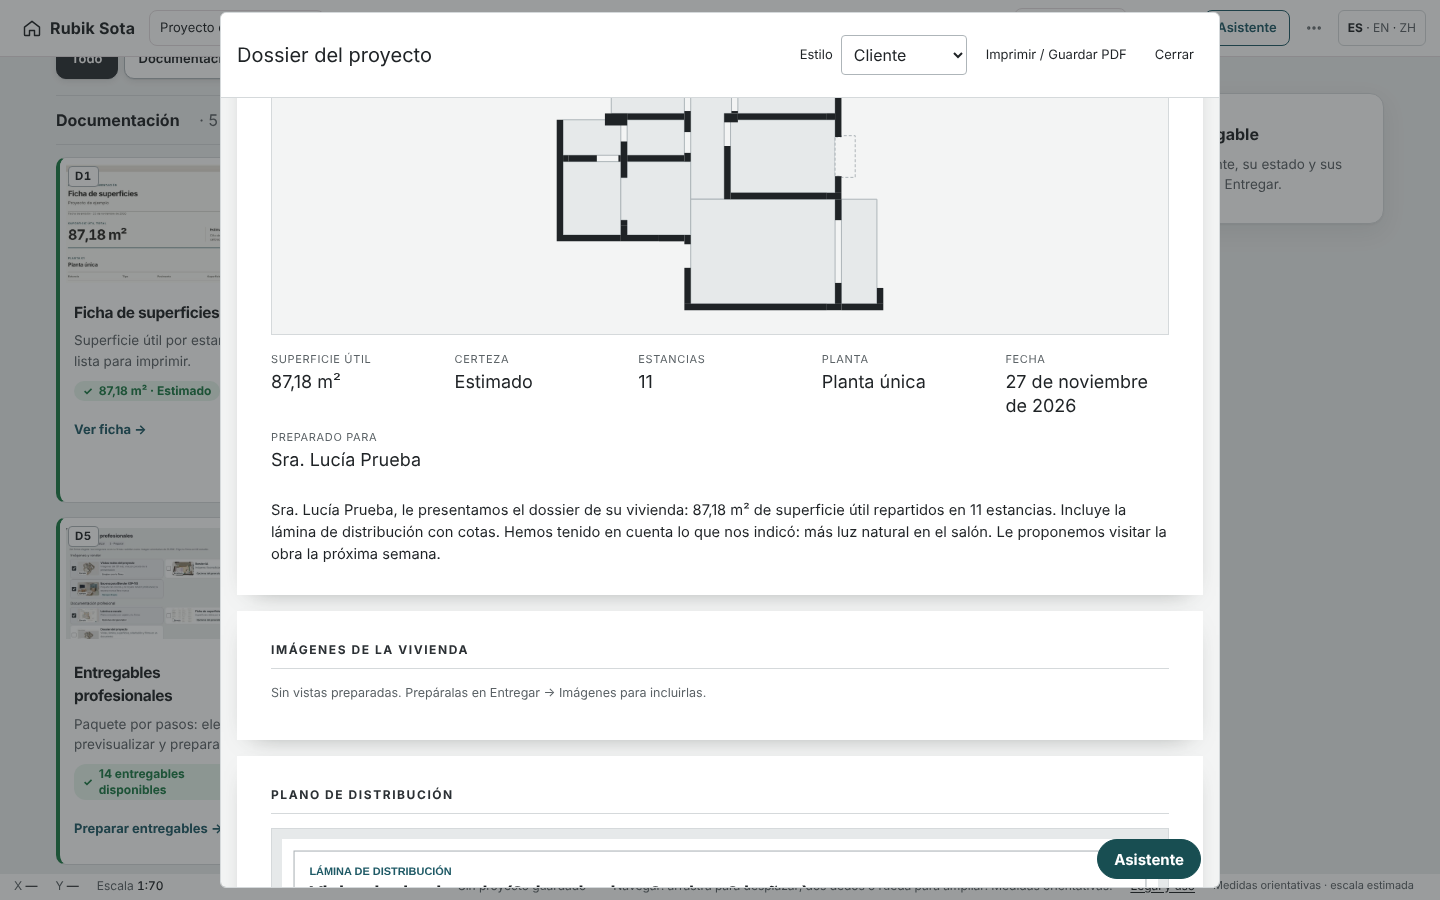 Rubik Sota
Proyecto
Asistente
···
ES · EN · ZH
Dossier del proyecto
Estilo
Cliente
Imprimir / Guardar PDF
Cerrar
Todo
Documentación · 5
D1
Ficha de superficies
87,18 m²
Planta única
Ficha de superficies
Superficie útil por
lista para imprimir.
✓ 87,18 m² · Estimado
Ver ficha →
D5
Entregables
profesionales
Paquete por pasos:
previsualizar y
✓ 14 entregables
disponibles
Preparar entregables →
su estado y sus
Entregar.
SUPERFICIE ÚTIL
87,18 m²
CERTEZA
Estimado
ESTANCIAS
11
PLANTA
Planta única
FECHA
27 de noviembre
de 2026
PREPARADO PARA
Sra. Lucía Prueba
Sra. Lucía Prueba, le presentamos el dossier de su vivienda: 87,18 m² de superficie útil repartidos en 11 estancias. Incluye la
lámina de distribución con cotas. Hemos tenido en cuenta lo que nos indicó: más luz natural en el salón. Le proponemos visitar la
obra la próxima semana.
IMÁGENES DE LA VIVIENDA
Sin vistas preparadas. Prepáralas en Entregar → Imágenes para incluirlas.
PLANO DE DISTRIBUCIÓN
LÁMINA DE DISTRIBUCIÓN
Asistente
X — Y — Escala 1:70
Medidas orientativas · escala estimada